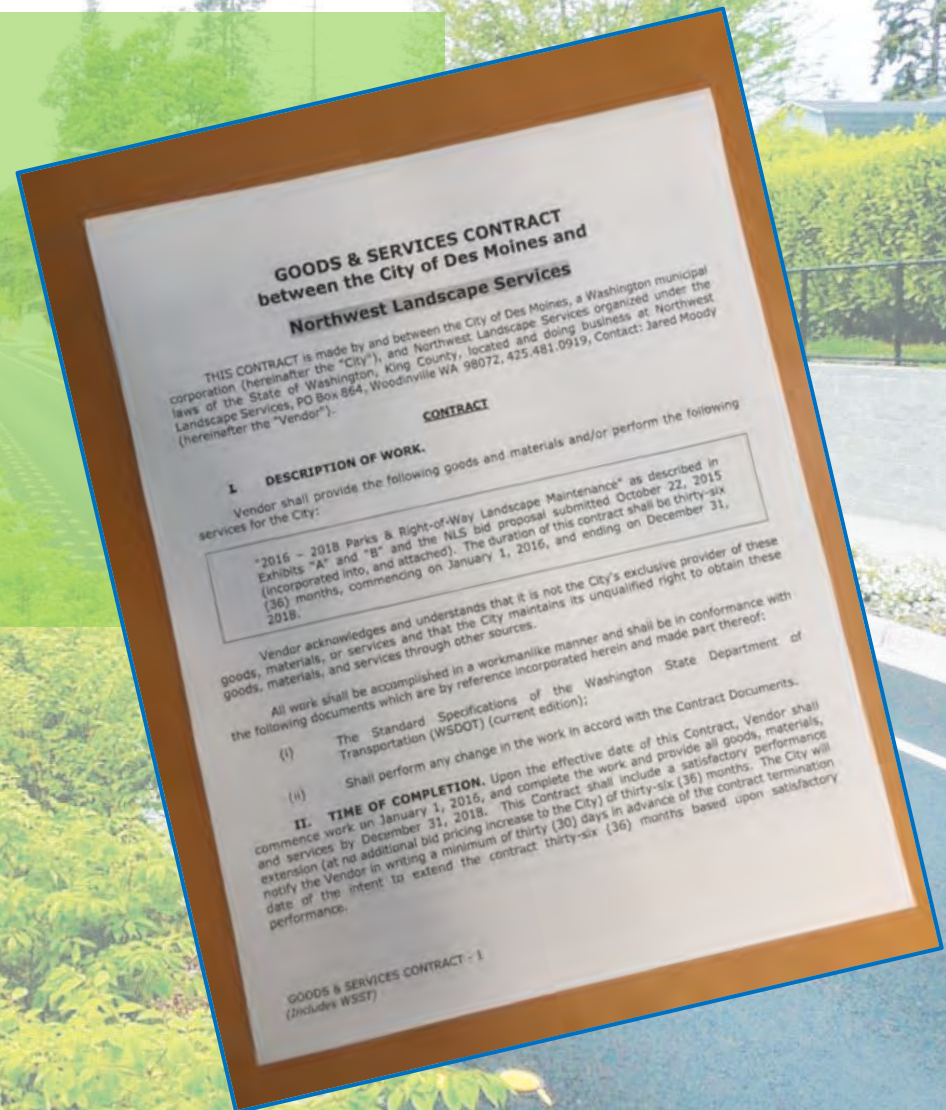 GOODS & SERVICES CONTRACT
between the City of Des Moines and
Northwest Landscape Services
THIS CONTRACT is made by and between the City of Des Moines, a Washington municipal
corporation (hereinafter the "City"), and Northwest Landscape Services organized under the
laws of the State of Washington, King County, located and doing business at Northwest
Landscape Services, PO Box 864, Woodinville WA 98072, 425.481.0919, Contact: Jared Moody
(hereinafter the "Vendor").
CONTRACT
I. DESCRIPTION OF WORK.
Vendor shall provide the following goods and materials and/or perform the following
services for the City:
"2016 – 2018 Parks & Right-of-Way Landscape Maintenance" as described in
Exhibits "A" and "B" and the NLS bid proposal submitted October 22, 2015
(incorporated into, and attached). The duration of this contract shall be thirty-six
(36) months, commencing on January 1, 2016, and ending on December 31,
2018.
Vendor acknowledges and understands that it is not the City's exclusive provider of these
goods, materials, or services and that the City maintains its unqualified right to obtain these
goods, materials, and services through other sources.
All work shall be accomplished in a workmanlike manner and shall be in conformance with
the following documents which are by reference incorporated herein and made part thereof:
(i) The Standard Specifications of the Washington State Department of
Transportation (WSDOT) (current edition);
(ii) Shall perform any change in the work in accord with the Contract Documents.
II. TIME OF COMPLETION. Upon the effective date of this Contract, Vendor shall
commence work on January 1, 2016, and complete the work and provide all goods, materials,
and services by December 31, 2018. This Contract shall include a satisfactory performance
extension (at no additional bid pricing increase to the City) of thirty-six (36) months. The City will
notify the Vendor in writing a minimum of thirty (30) days in advance of the contract termination
date of the intent to extend the contract thirty-six (36) months based upon satisfactory
performance.
GOODS & SERVICES CONTRACT - 1
(Includes WSST)